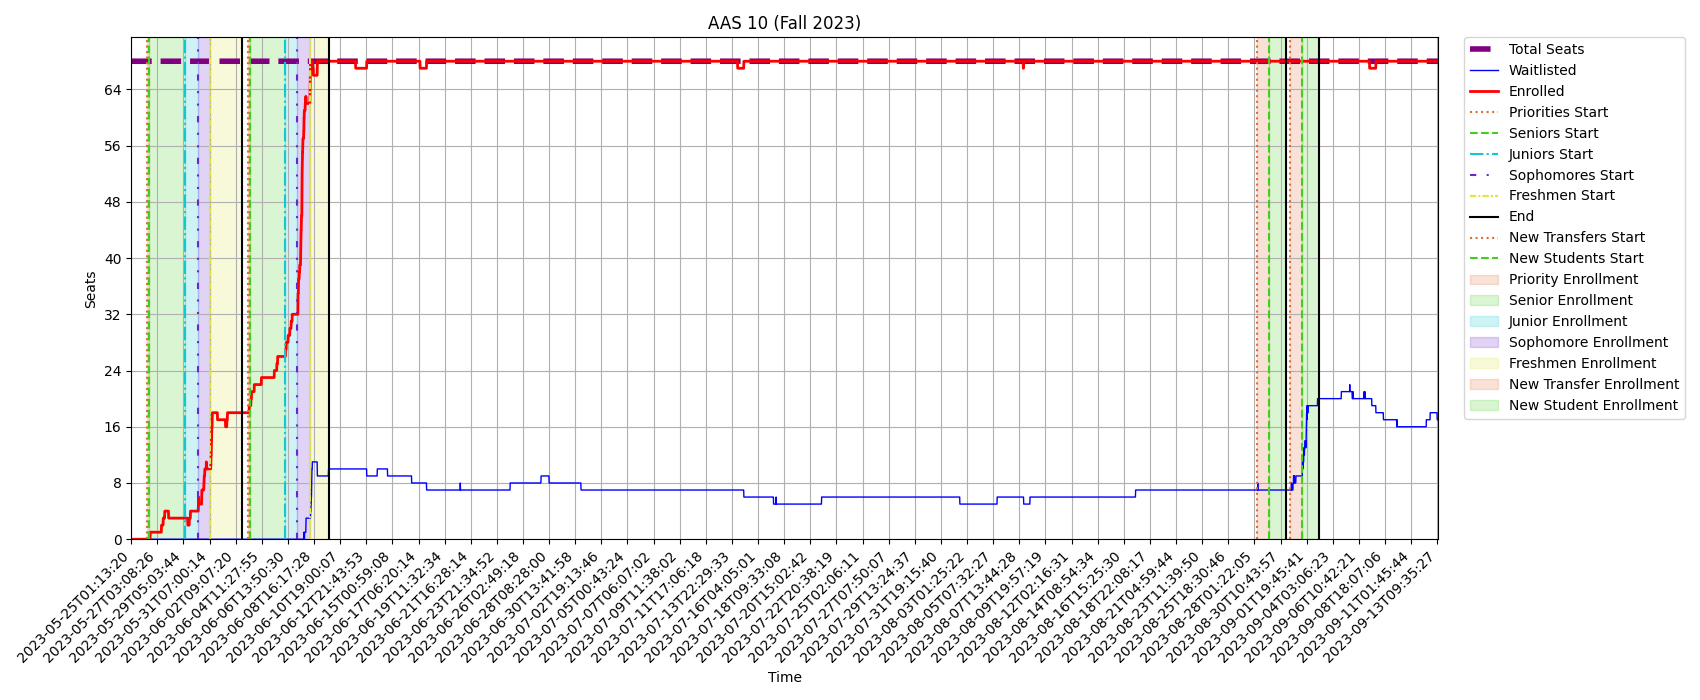 AAS 10 (Fall 2023)
Seats
64
56
48
40
32
24
16
8
0
2023-05-25T01:13:20
2023-05-27T03:08:26
2023-05-29T05:03:44
2023-05-31T07:00:14
2023-06-02T09:07:20
2023-06-04T11:27:55
2023-06-06T13:50:30
2023-06-08T16:17:28
2023-06-10T19:00:07
2023-06-12T21:43:53
2023-06-15T00:59:08
2023-06-17T06:20:14
2023-06-19T11:32:34
2023-06-21T16:28:14
2023-06-23T21:34:52
2023-06-26T02:49:18
2023-06-28T08:28:00
2023-06-30T13:41:58
2023-07-02T19:13:46
2023-07-05T00:43:24
2023-07-07T06:07:02
2023-07-09T11:38:02
2023-07-11T17:06:18
2023-07-13T22:29:33
2023-07-16T04:05:01
2023-07-18T09:33:08
2023-07-20T15:02:42
2023-07-22T20:38:19
2023-07-25T02:06:11
2023-07-27T07:50:07
2023-07-29T13:24:37
2023-07-31T19:15:40
2023-08-03T01:25:22
2023-08-05T07:32:27
2023-08-07T13:44:28
2023-08-09T19:57:19
2023-08-12T02:16:31
2023-08-14T08:54:34
2023-08-16T15:25:30
2023-08-18T22:08:17
2023-08-21T04:59:44
2023-08-23T11:39:50
2023-08-25T18:30:46
2023-08-28T01:22:05
2023-08-30T10:43:57
2023-09-01T19:45:41
2023-09-04T03:06:23
2023-09-06T10:42:21
2023-09-08T18:07:06
2023-09-11T01:45:44
2023-09-13T09:35:27
Time
Total Seats
Waitlisted
Enrolled
Priorities Start
Seniors Start
Juniors Start
Sophomores Start
Freshmen Start
End
New Transfers Start
New Students Start
Priority Enrollment
Senior Enrollment
Junior Enrollment
Sophomore Enrollment
Freshmen Enrollment
New Transfer Enrollment
New Student Enrollment